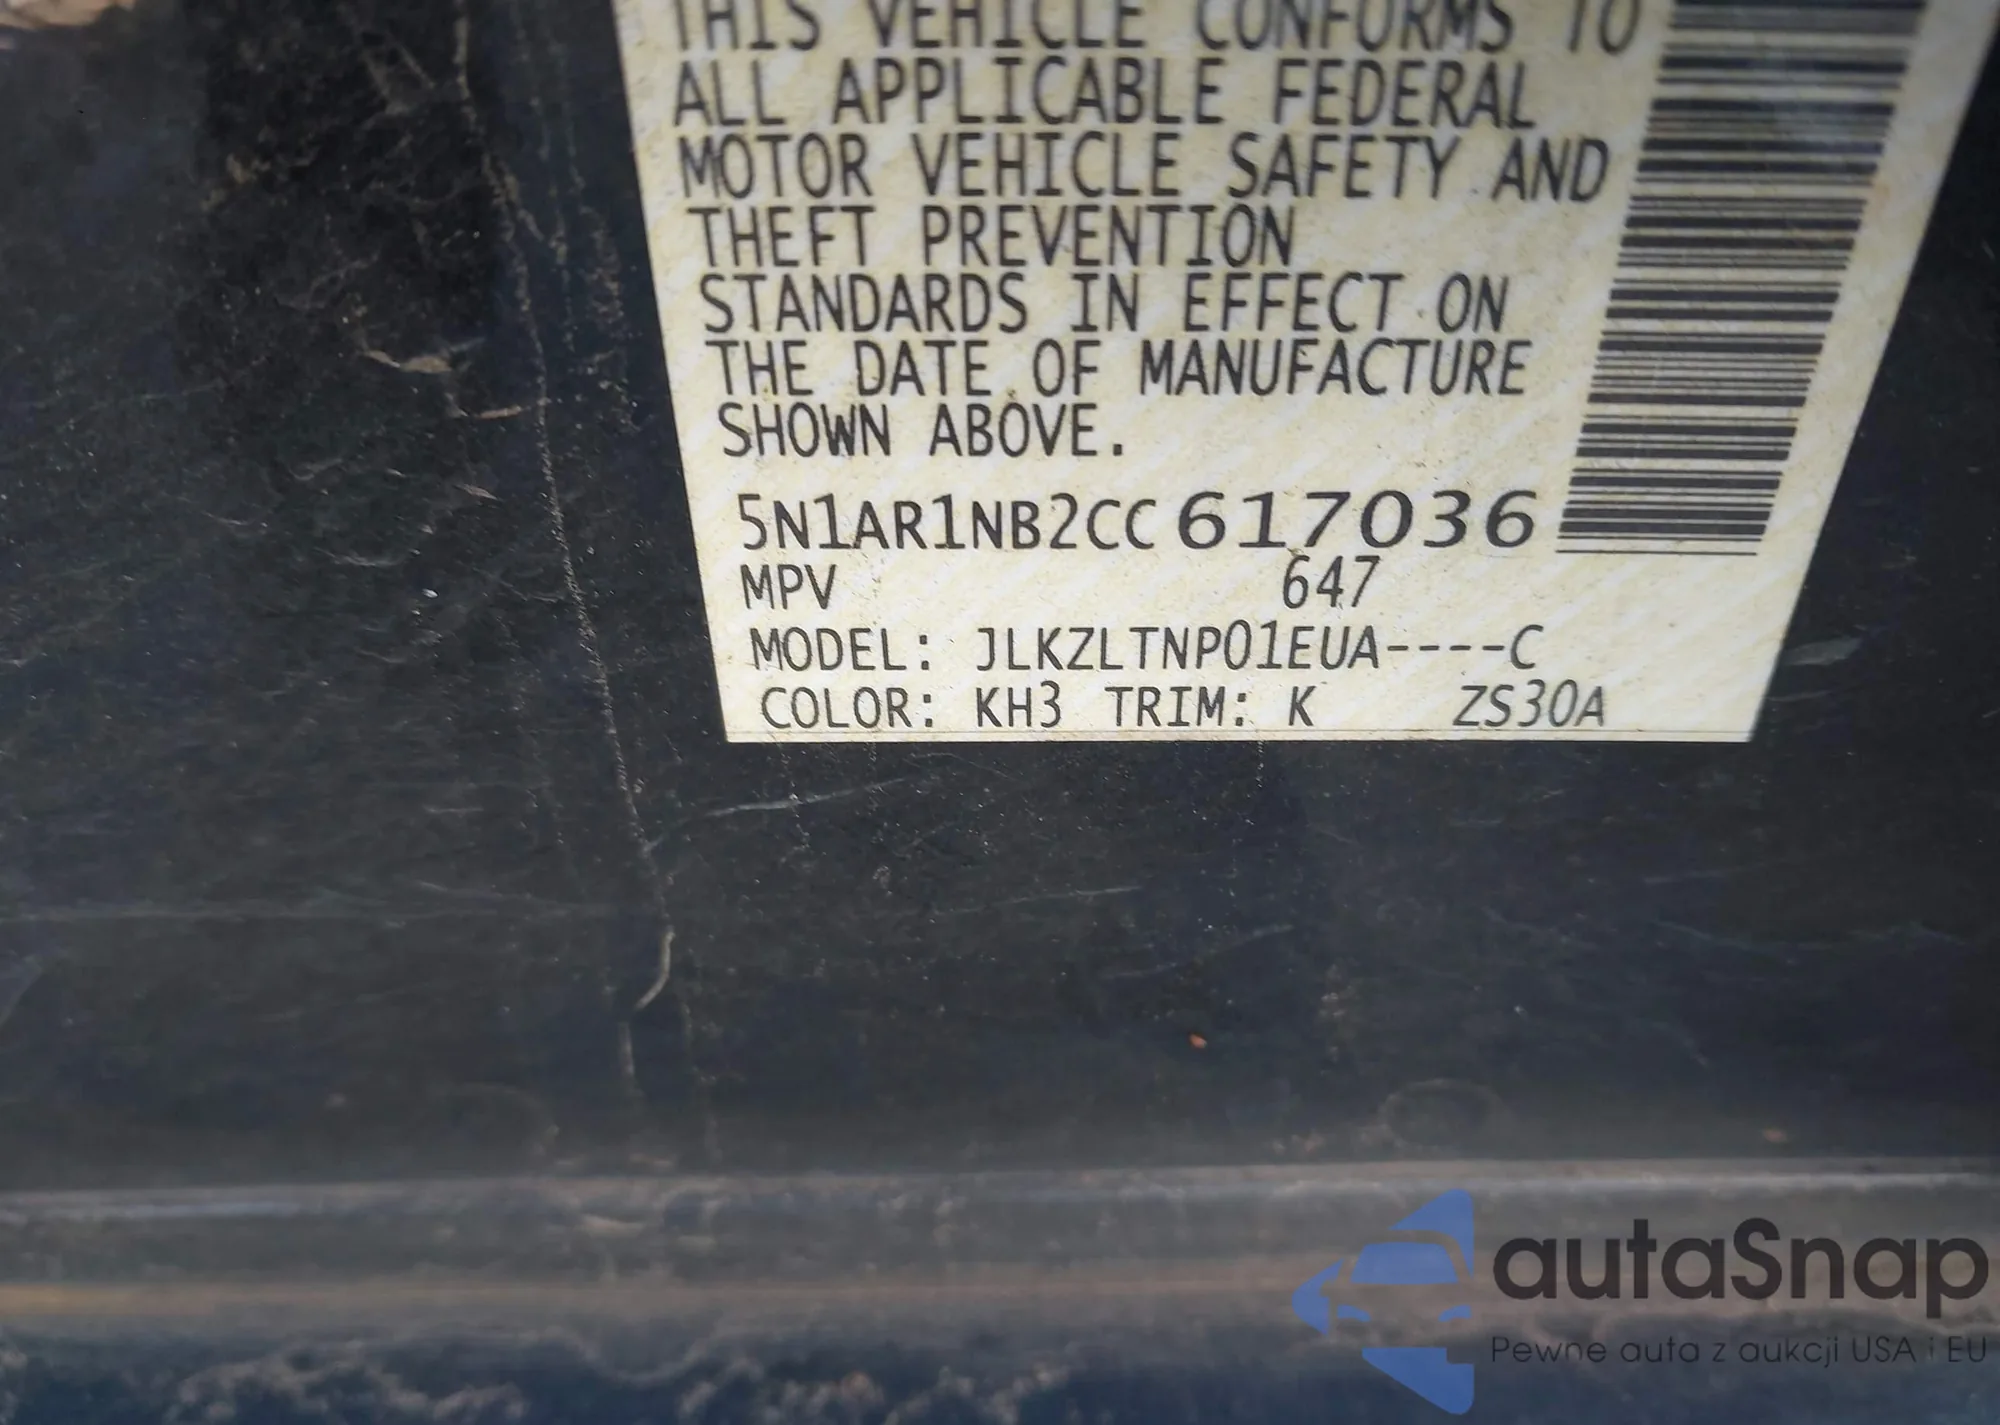 THIS VEHICLE CONFORMS TO
ALL APPLICABLE FEDERAL
MOTOR VEHICLE SAFETY AND
THEFT PREVENTION
STANDARDS IN EFFECT ON
THE DATE OF MANUFACTURE
SHOWN ABOVE.
5N1AR1NB2CC617036
MPV 647
MODEL: JLKZLTNP01EUA----C
COLOR: KH3 TRIM: K ZS30A
autaSnap
Pewne auta z aukcji USA i EU